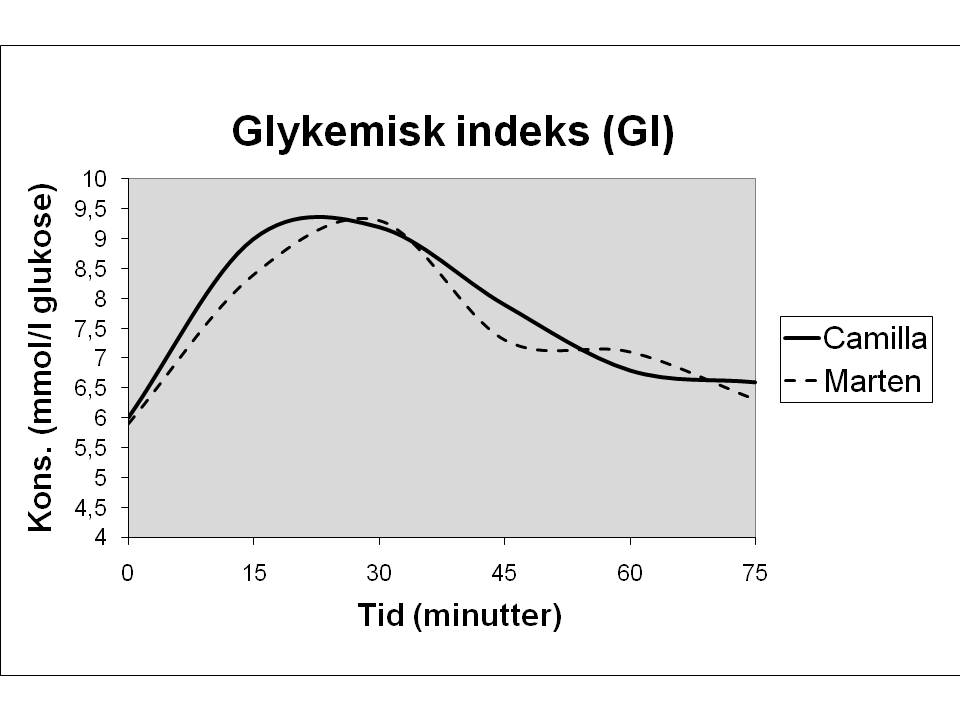 Glykemisk indeks (GI)
Kons. (mmol/l glukose)
10
9,5
9
8,5
8
7,5
7
6,5
6
5,5
5
4,5
4
0 15 30 45 60 75
Tid (minutter)
Camilla
Marten